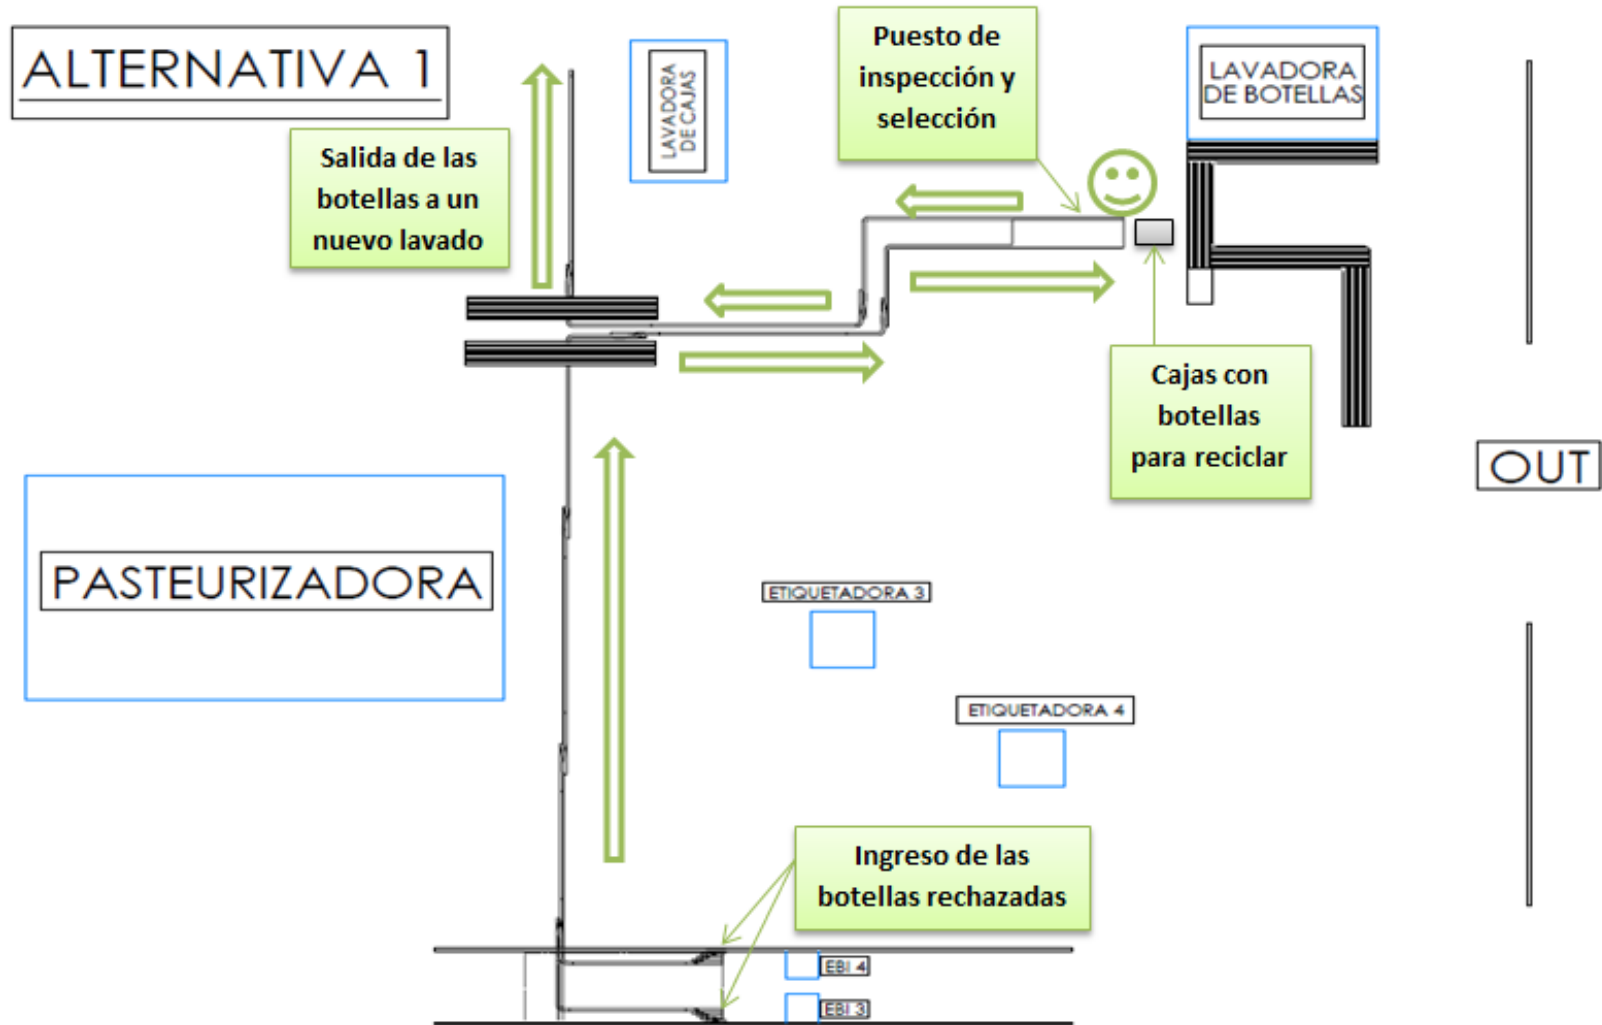 ALTERNATIVA 1
LAVADORA
DE CAJAS
Puesto de
inspección y
selección
LAVADORA
DE BOTELLAS
Salida de las
botellas a un
nuevo lavado
Cajas con
botellas
para reciclar
OUT
PASTEURIZADORA
ETIQUETADORA 3
ETIQUETADORA 4
Ingreso de las
botellas rechazadas
EBI 4
EBI 3